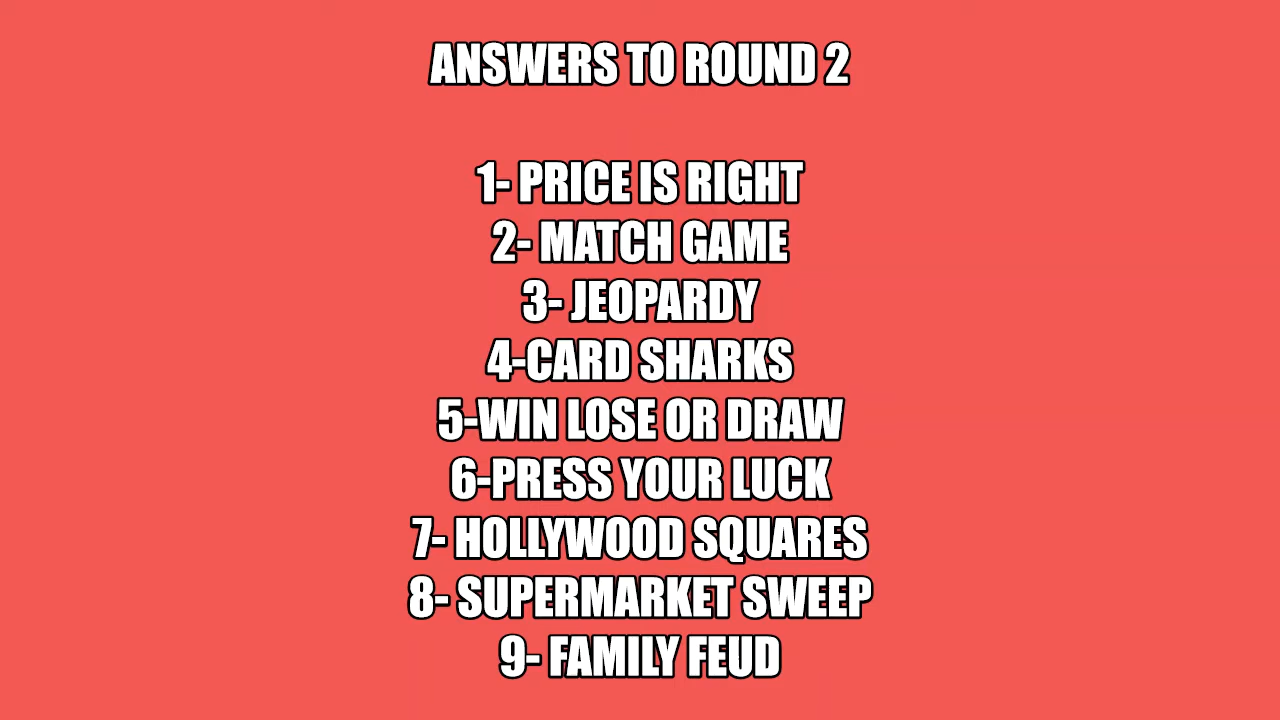 ANSWERS TO ROUND 2
1- PRICE IS RIGHT
2- MATCH GAME
3- JEOPARDY
4-CARD SHARKS
5-WIN LOSE OR DRAW
6-PRESS YOUR LUCK
7- HOLLYWOOD SQUARES
8- SUPERMARKET SWEEP
9- FAMILY FEUD